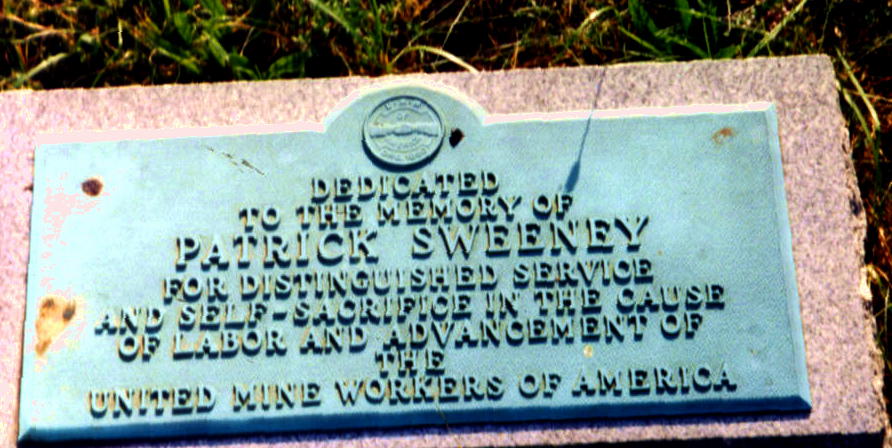 DEDICATED
TO THE MEMORY OF
PATRICK SWEENEY
FOR DISTINGUISHED SERVICE
AND SELF-SACRIFICE IN THE CAUSE
OF LABOR AND ADVANCEMENT OF
THE
UNITED MINE WORKERS OF AMERICA